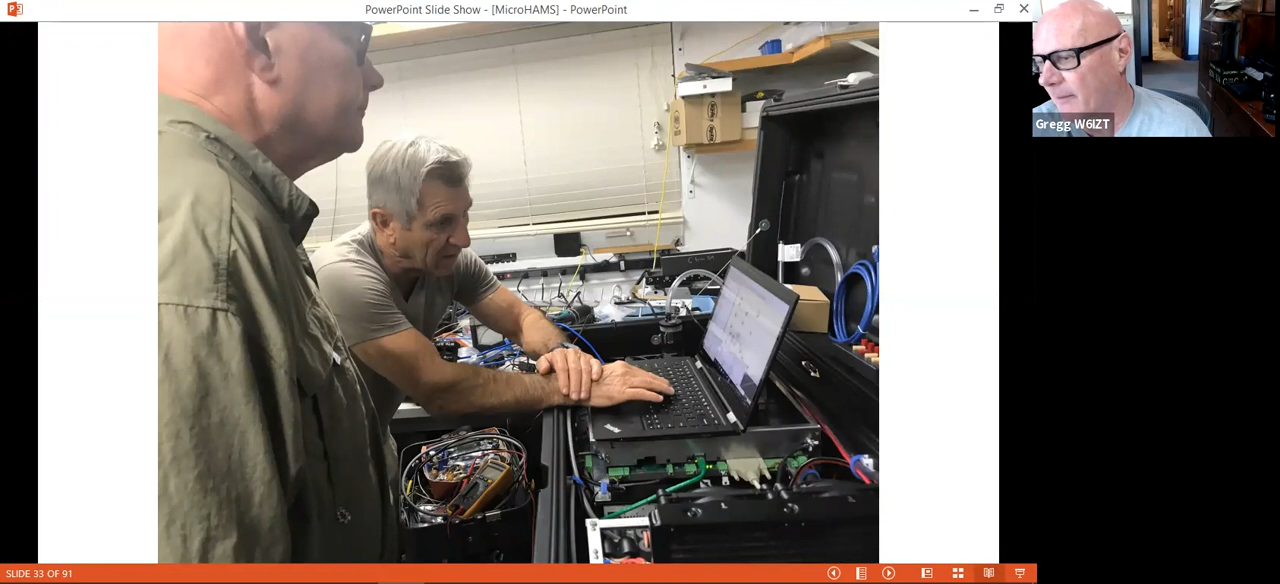 PowerPoint Slide Show - [MicroHAMS] - PowerPoint
Gregg W6IZT
SLIDE 33 OF 91